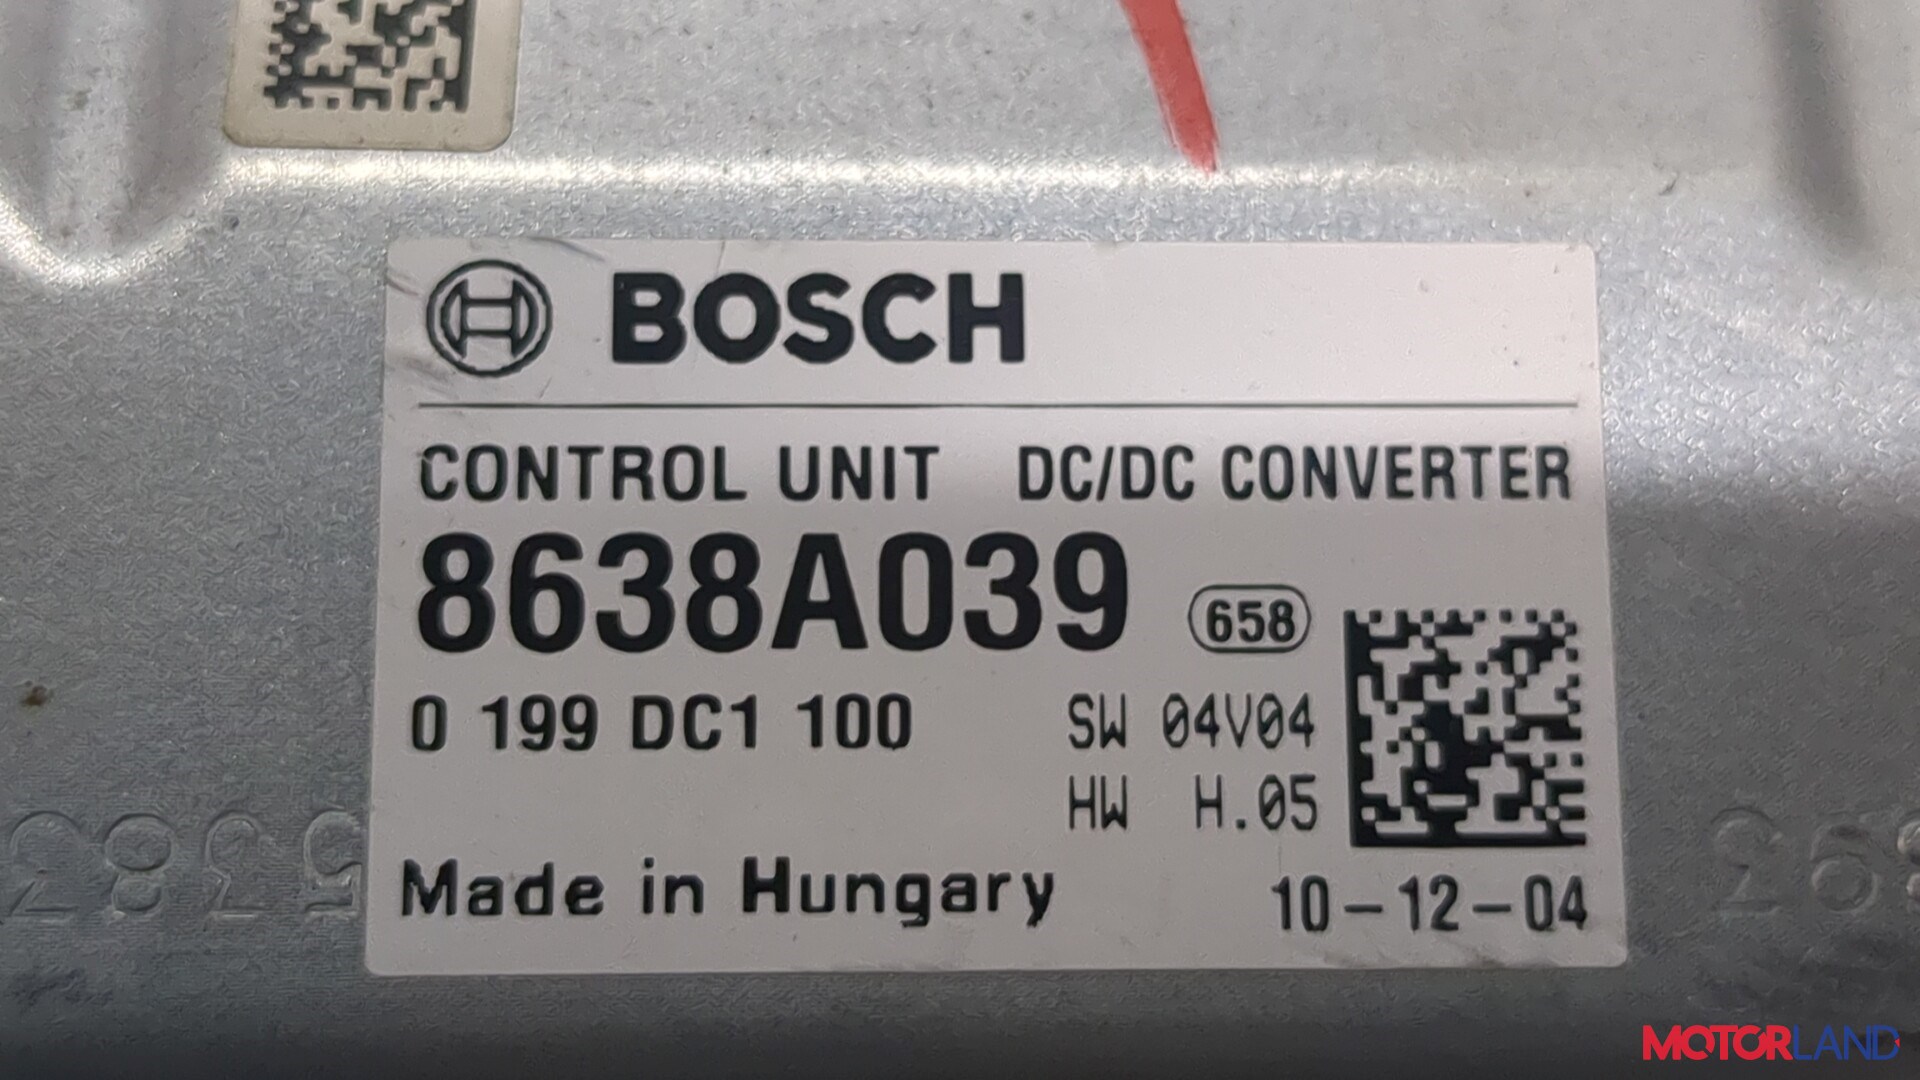 BOSCH
CONTROL UNIT DC/DC CONVERTER
8638A039
658
0 199 DC1 100 SW 04V04
HW H.05
Made in Hungary 10-12-04
MOTORLAND